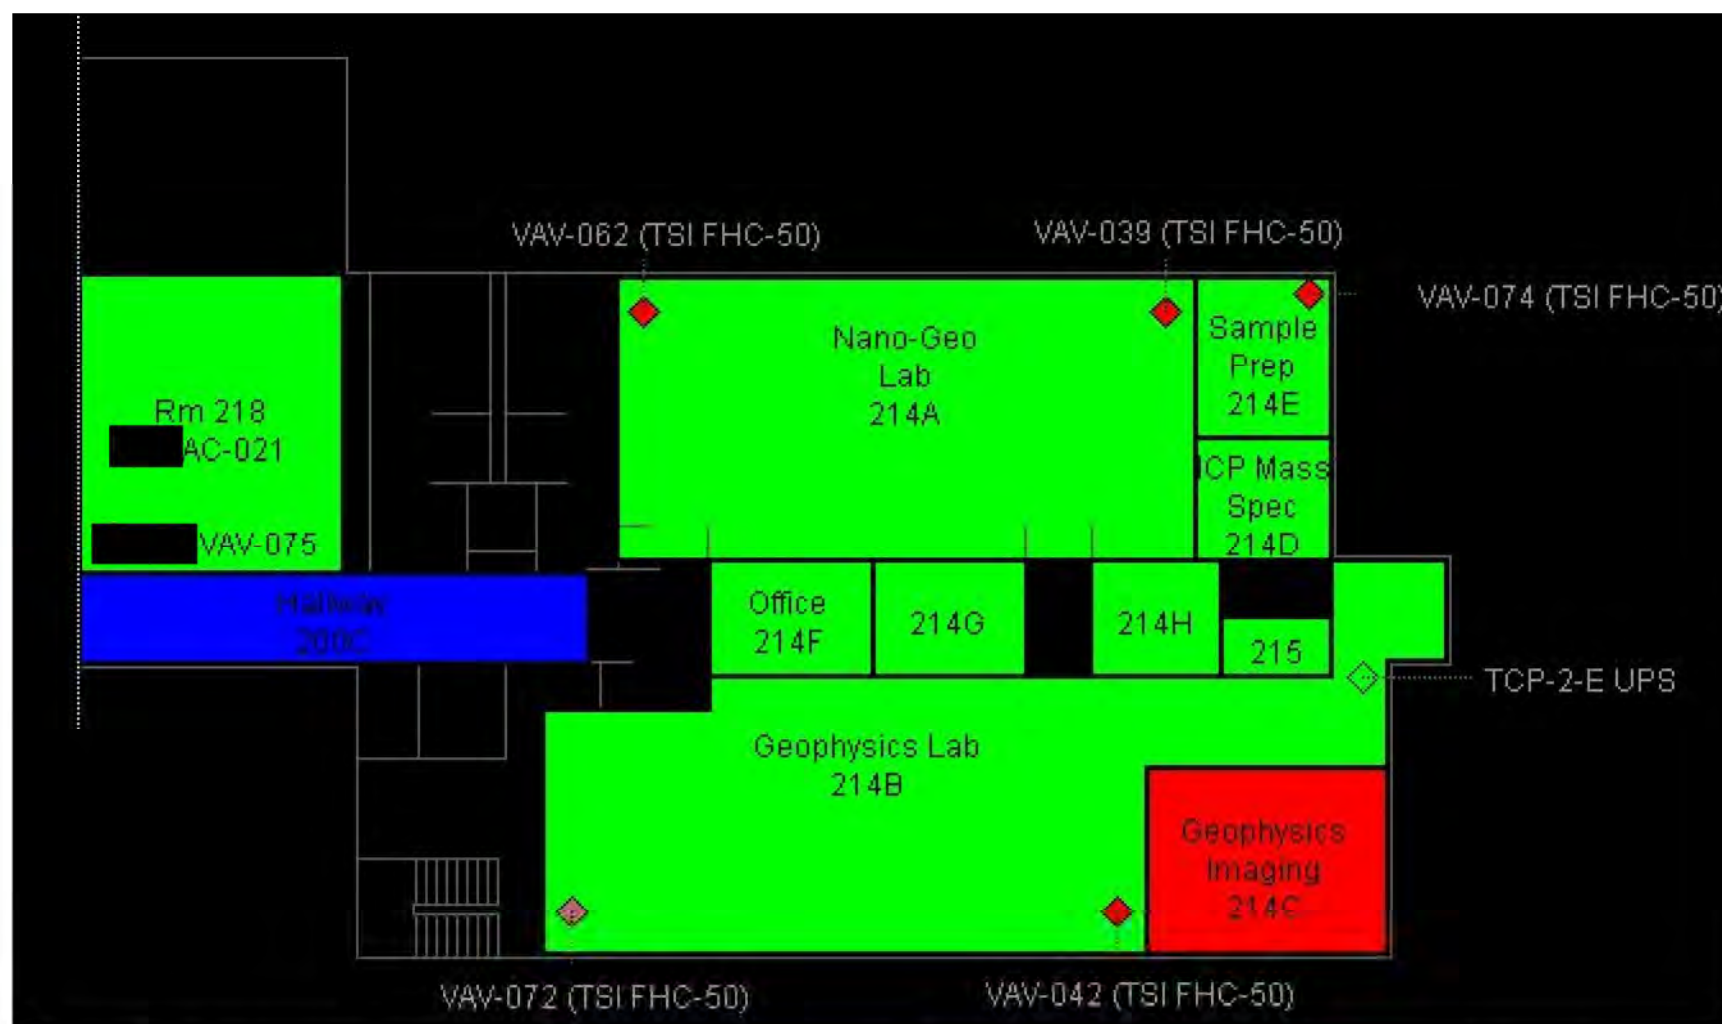 VAV-062 (TSI FHC-50)
VAV-039 (TSI FHC-50)
VAV-074 (TSI FHC-50)
Nano-Geo
Lab
214A
Sample
Prep
214E
Rm 218
AC-021
ICP Mass
Spec
214D
VAV-075
Hallway
200C
Office
214F
214G
214H
215
TCP-2-E UPS
Geophysics Lab
214B
Geophysics
Imaging
214C
VAV-072 (TSI FHC-50)
VAV-042 (TSI FHC-50)